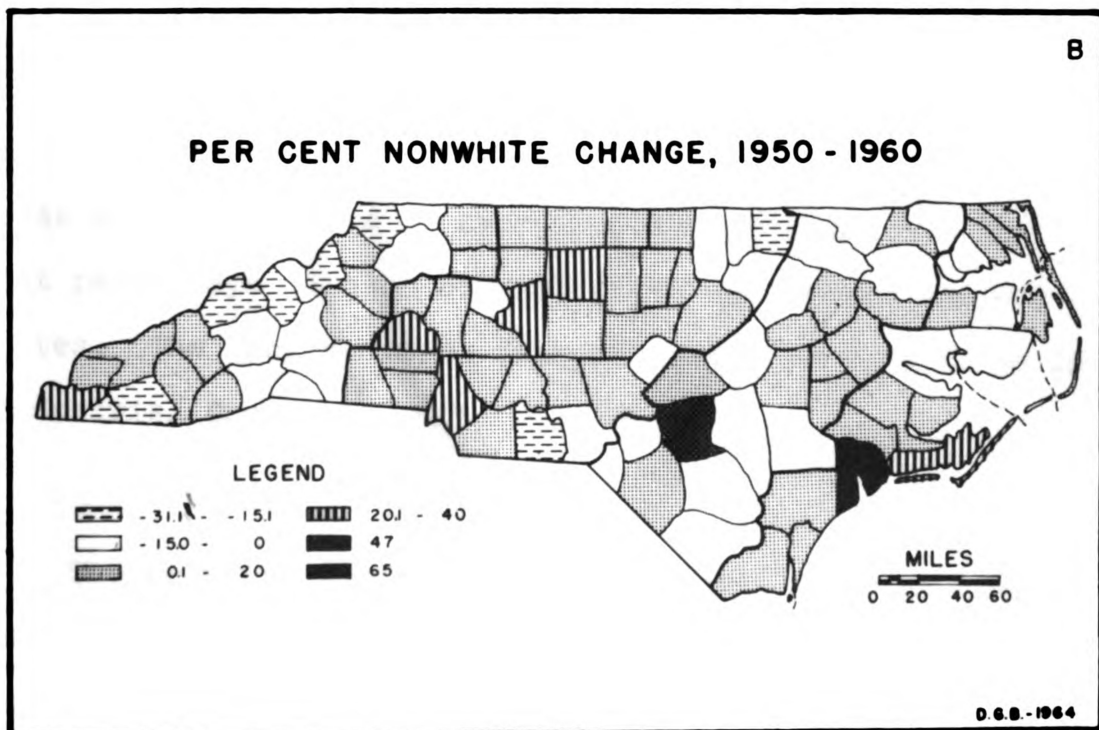 B
PER CENT NONWHITE CHANGE, 1950 - 1960
LEGEND
- 31.1 - - 15.1
- 15.0 - 0
0.1 - 20
20.1 - 40
47
65
MILES
0 20 40 60
D.G.B.-1964